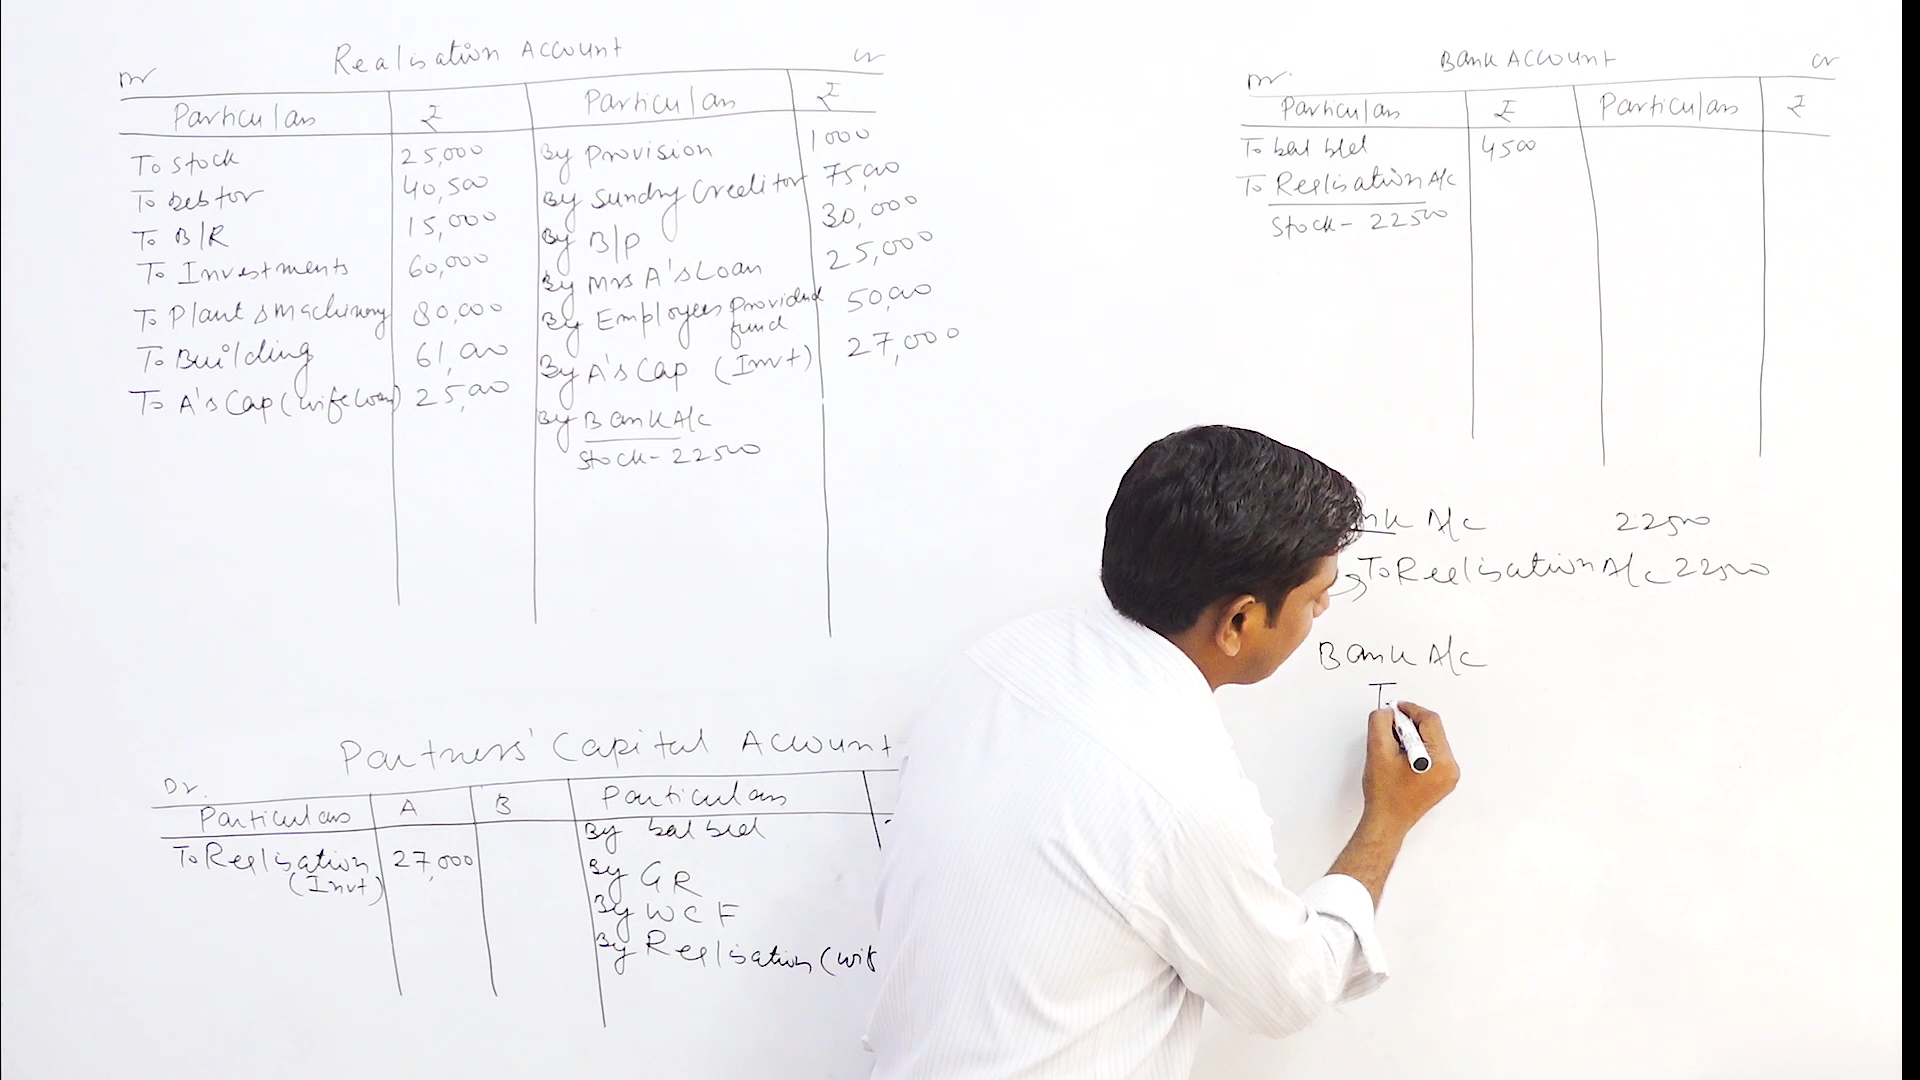 Realisation Account
Dr Cr
Particulars ₹ Particulars ₹
To Stock 25,000 By Provision 1000
To Debtor 40,500 By Sundry Creditor 75,000
To B/R 15,000 By B/P 30,000
To Investments 60,000 By Mrs A's Loan 25,000
To Plant & machinery 80,000 By Employees Provident fund 50,000
To Building 61,000 By A's Cap (Invt) 27,000
To A's Cap (wife loan) 25,000 By Bank A/c
Stock - 22500
Bank Account
Dr. Cr
Particulars ₹ Particulars ₹
To bal b/d 4500
To Realisation A/c
Stock - 22500
A/c 22500
To Realisation A/c 22500
Bank A/c
Partners' Capital Account
Dr.
Particulars A B Particulars
To Realisation 27,000 By bal b/d
(Invt)
By GR
By WCF
By Realisation (wif